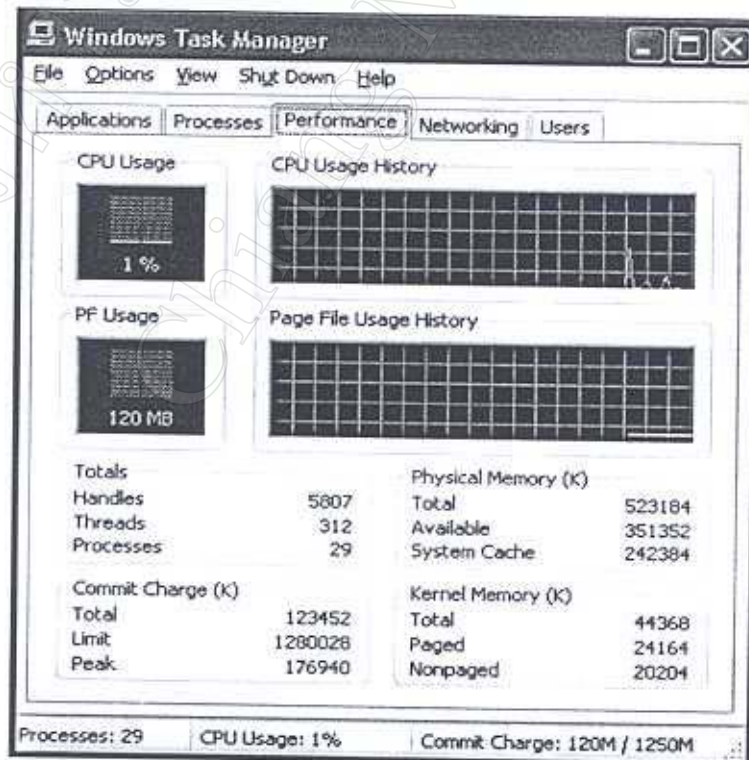 Windows Task Manager
File Options View Shut Down Help
Applications Processes Performance Networking Users
CPU Usage
CPU Usage History
1 %
PF Usage
Page File Usage History
120 MB
Totals
Handles 5807
Threads 312
Processes 29
Physical Memory (K)
Total 523184
Available 351352
System Cache 242384
Commit Charge (K)
Total 123452
Limit 1280028
Peak 176940
Kernel Memory (K)
Total 44368
Paged 24164
Nonpaged 20204
Processes: 29 CPU Usage: 1% Commit Charge: 120M / 1250M
Chiang